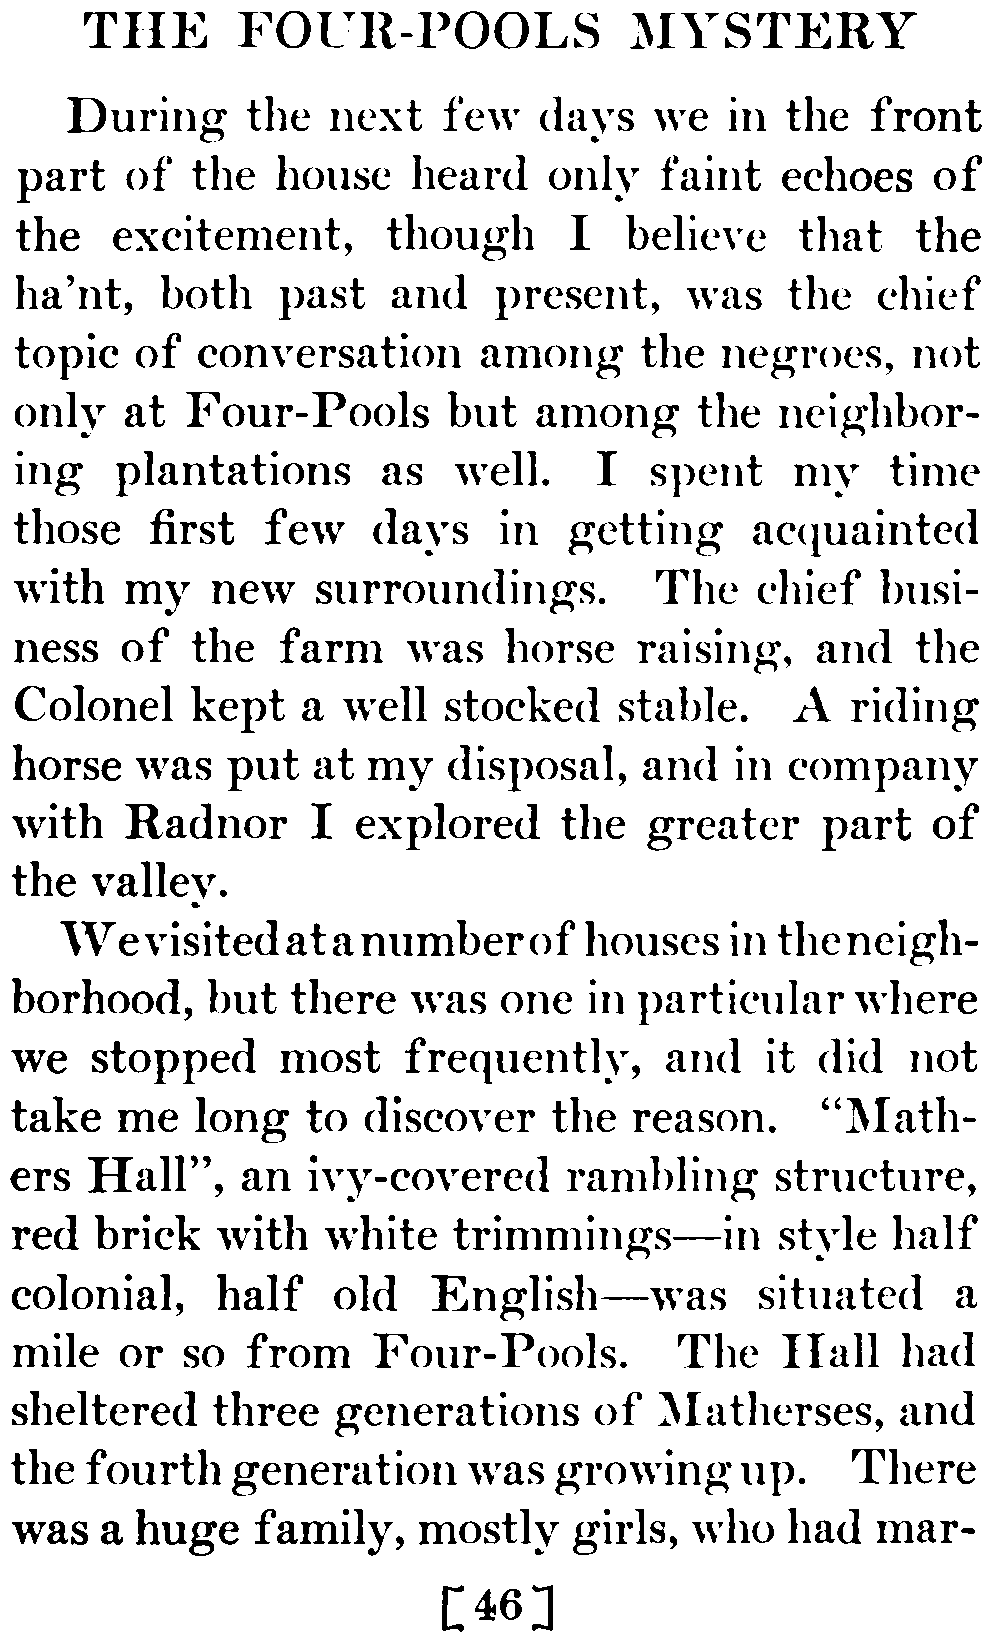 THE FOUR-POOLS MYSTERY
During the next few days we in the front
part of the house heard only faint echoes of
the excitement, though I believe that the
ha'nt, both past and present, was the chief
topic of conversation among the negroes, not
only at Four-Pools but among the neighbor-
ing plantations as well. I spent my time
those first few days in getting acquainted
with my new surroundings. The chief busi-
ness of the farm was horse raising, and the
Colonel kept a well stocked stable. A riding
horse was put at my disposal, and in company
with Radnor I explored the greater part of
the valley.
We visited at a number of houses in the neigh-
borhood, but there was one in particular where
we stopped most frequently, and it did not
take me long to discover the reason. "Math-
ers Hall", an ivy-covered rambling structure,
red brick with white trimmings—in style half
colonial, half old English—was situated a
mile or so from Four-Pools. The Hall had
sheltered three generations of Matherses, and
the fourth generation was growing up. There
was a huge family, mostly girls, who had mar-
[46]